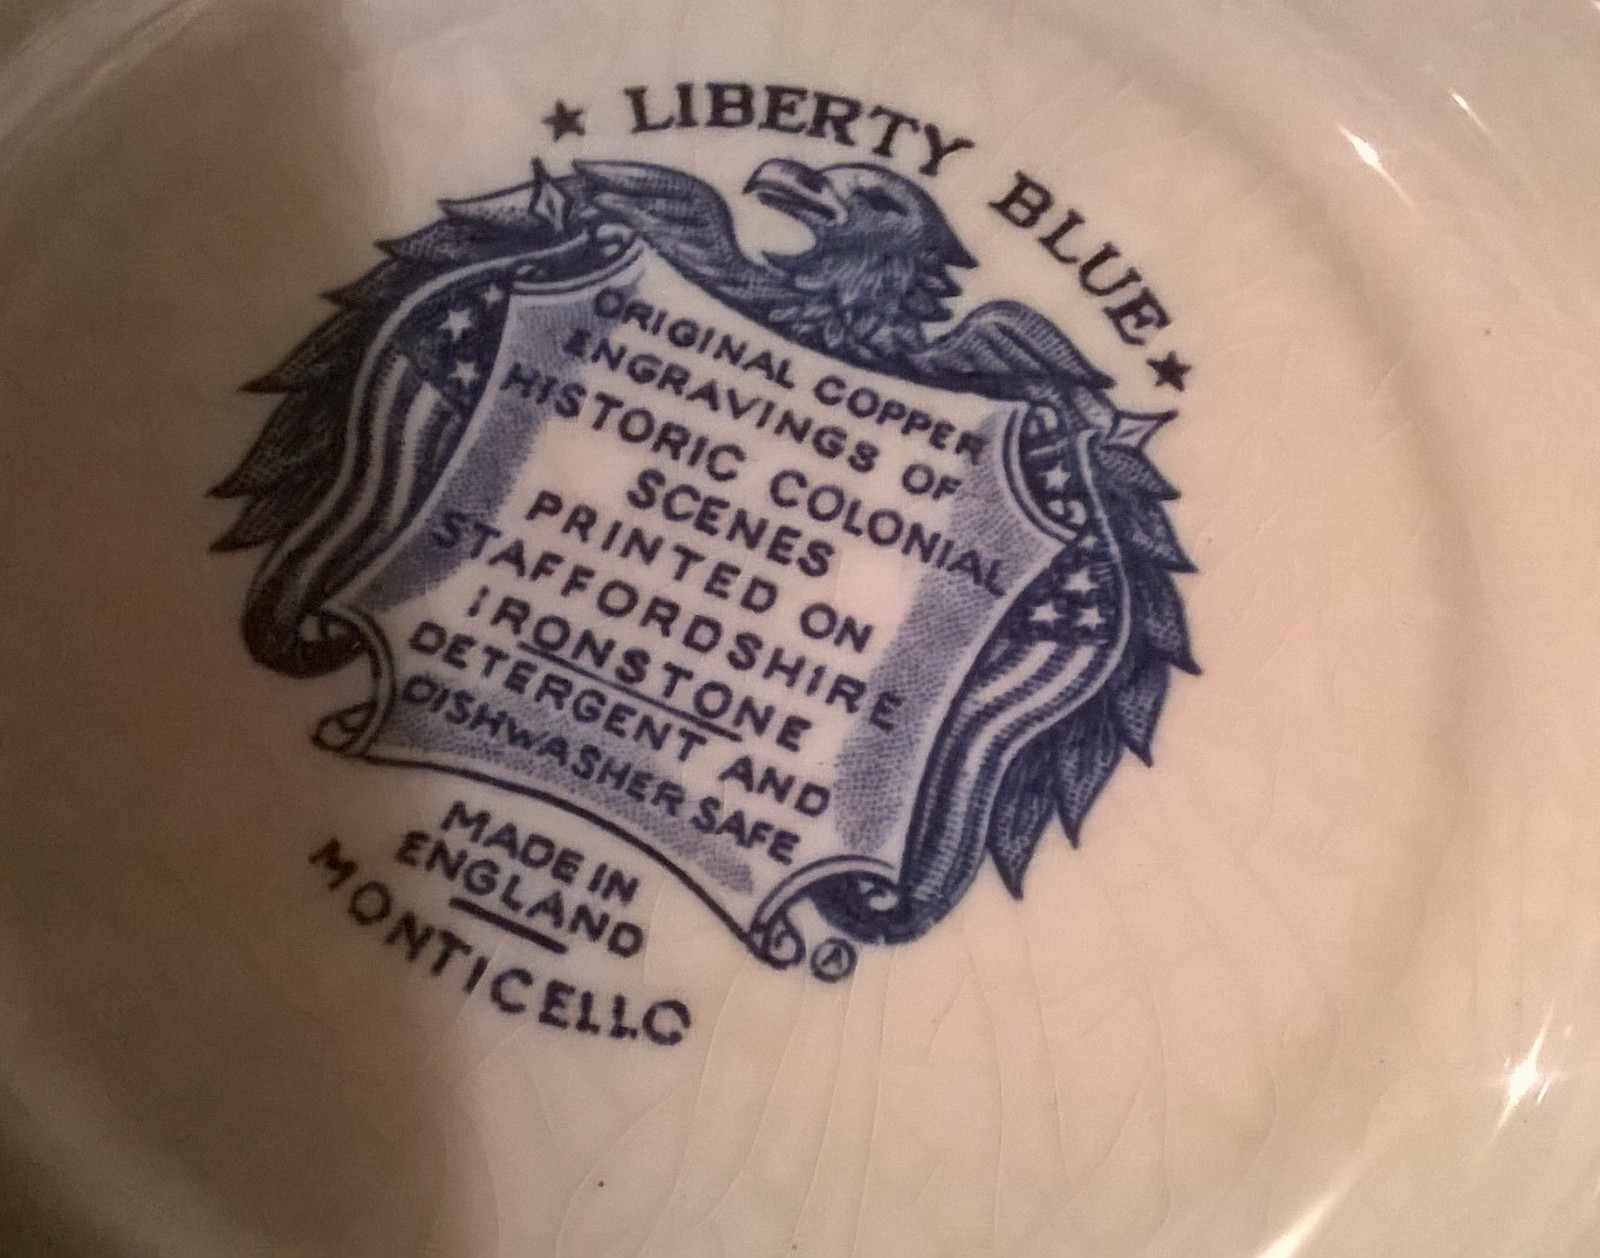 ★ LIBERTY BLUE ★
ORIGINAL COPPER
ENGRAVINGS OF
HISTORIC COLONIAL
SCENES
PRINTED ON
STAFFORDSHIRE
IRONSTONE
DETERGENT AND
DISHWASHER SAFE
MADE IN
ENGLAND
MONTICELLO
Ⓐ